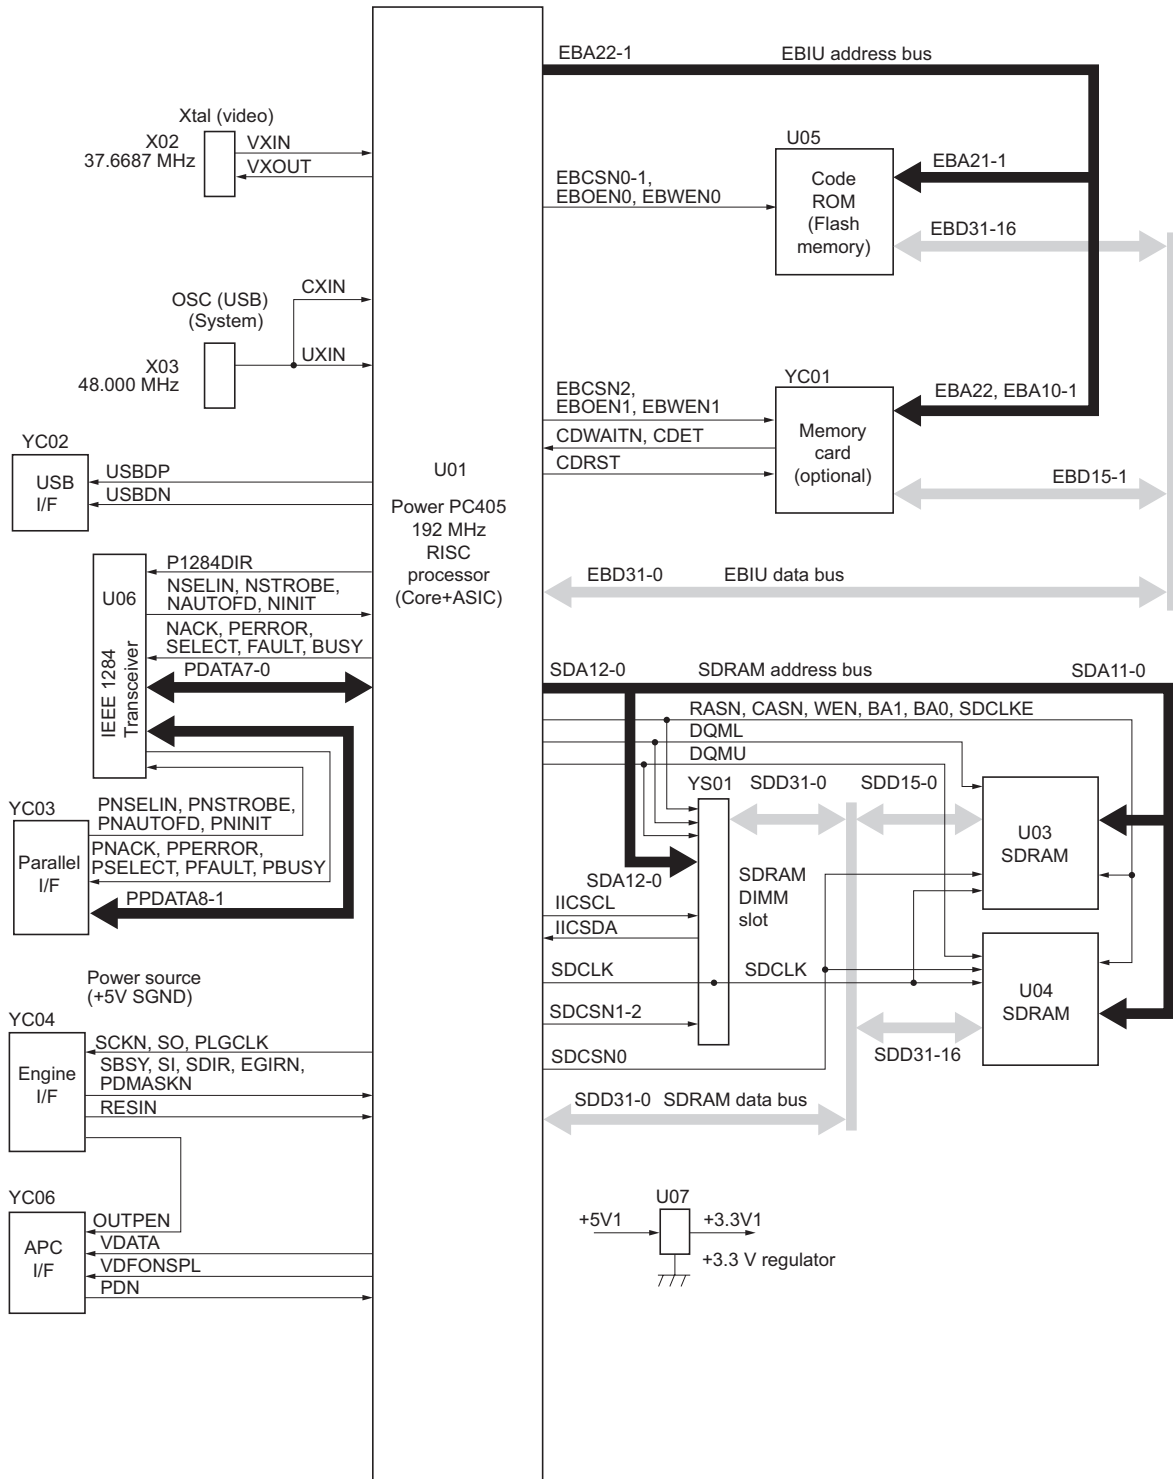 EBA22-1
EBIU address bus
Xtal (video)
X02
37.6687 MHz
VXIN
VXOUT
U05
Code
ROM
(Flash
memory)
EBCSN0-1,
EBOEN0, EBWEN0
EBA21-1
EBD31-16
OSC (USB)
(System)
CXIN
UXIN
X03
48.000 MHz
YC01
Memory
card
(optional)
EBCSN2,
EBOEN1, EBWEN1
CDWAITN, CDET
CDRST
EBA22, EBA10-1
EBD15-1
YC02
USB
I/F
USBDP
USBDN
U01
Power PC405
192 MHz
RISC
processor
(Core+ASIC)
EBD31-0
EBIU data bus
U06
IEEE 1284
Transceiver
P1284DIR
NSELIN, NSTROBE,
NAUTOFD, NINIT
NACK, PERROR,
SELECT, FAULT, BUSY
PDATA7-0
SDA12-0
SDRAM address bus
SDA11-0
RASN, CASN, WEN, BA1, BA0, SDCLKE
DQML
DQMU
YS01
SDD31-0
SDD15-0
U03
SDRAM
SDRAM
DIMM
slot
SDA12-0
YC03
Parallel
I/F
PNSELIN, PNSTROBE,
PNAUTOFD, PNINIT
PNACK, PPERROR,
PSELECT, PFAULT, PBUSY
PPDATA8-1
IICSCL
IICSDA
SDCLK
SDCLK
SDCSN1-2
SDCSN0
U04
SDRAM
SDD31-16
SDD31-0
SDRAM data bus
Power source
(+5V SGND)
YC04
Engine
I/F
SCKN, SO, PLGCLK
SBSY, SI, SDIR, EGIRN,
PDMASKN
RESIN
YC06
APC
I/F
OUTPEN
VDATA
VDFONSPL
PDN
U07
+5V1
+3.3V1
+3.3 V regulator